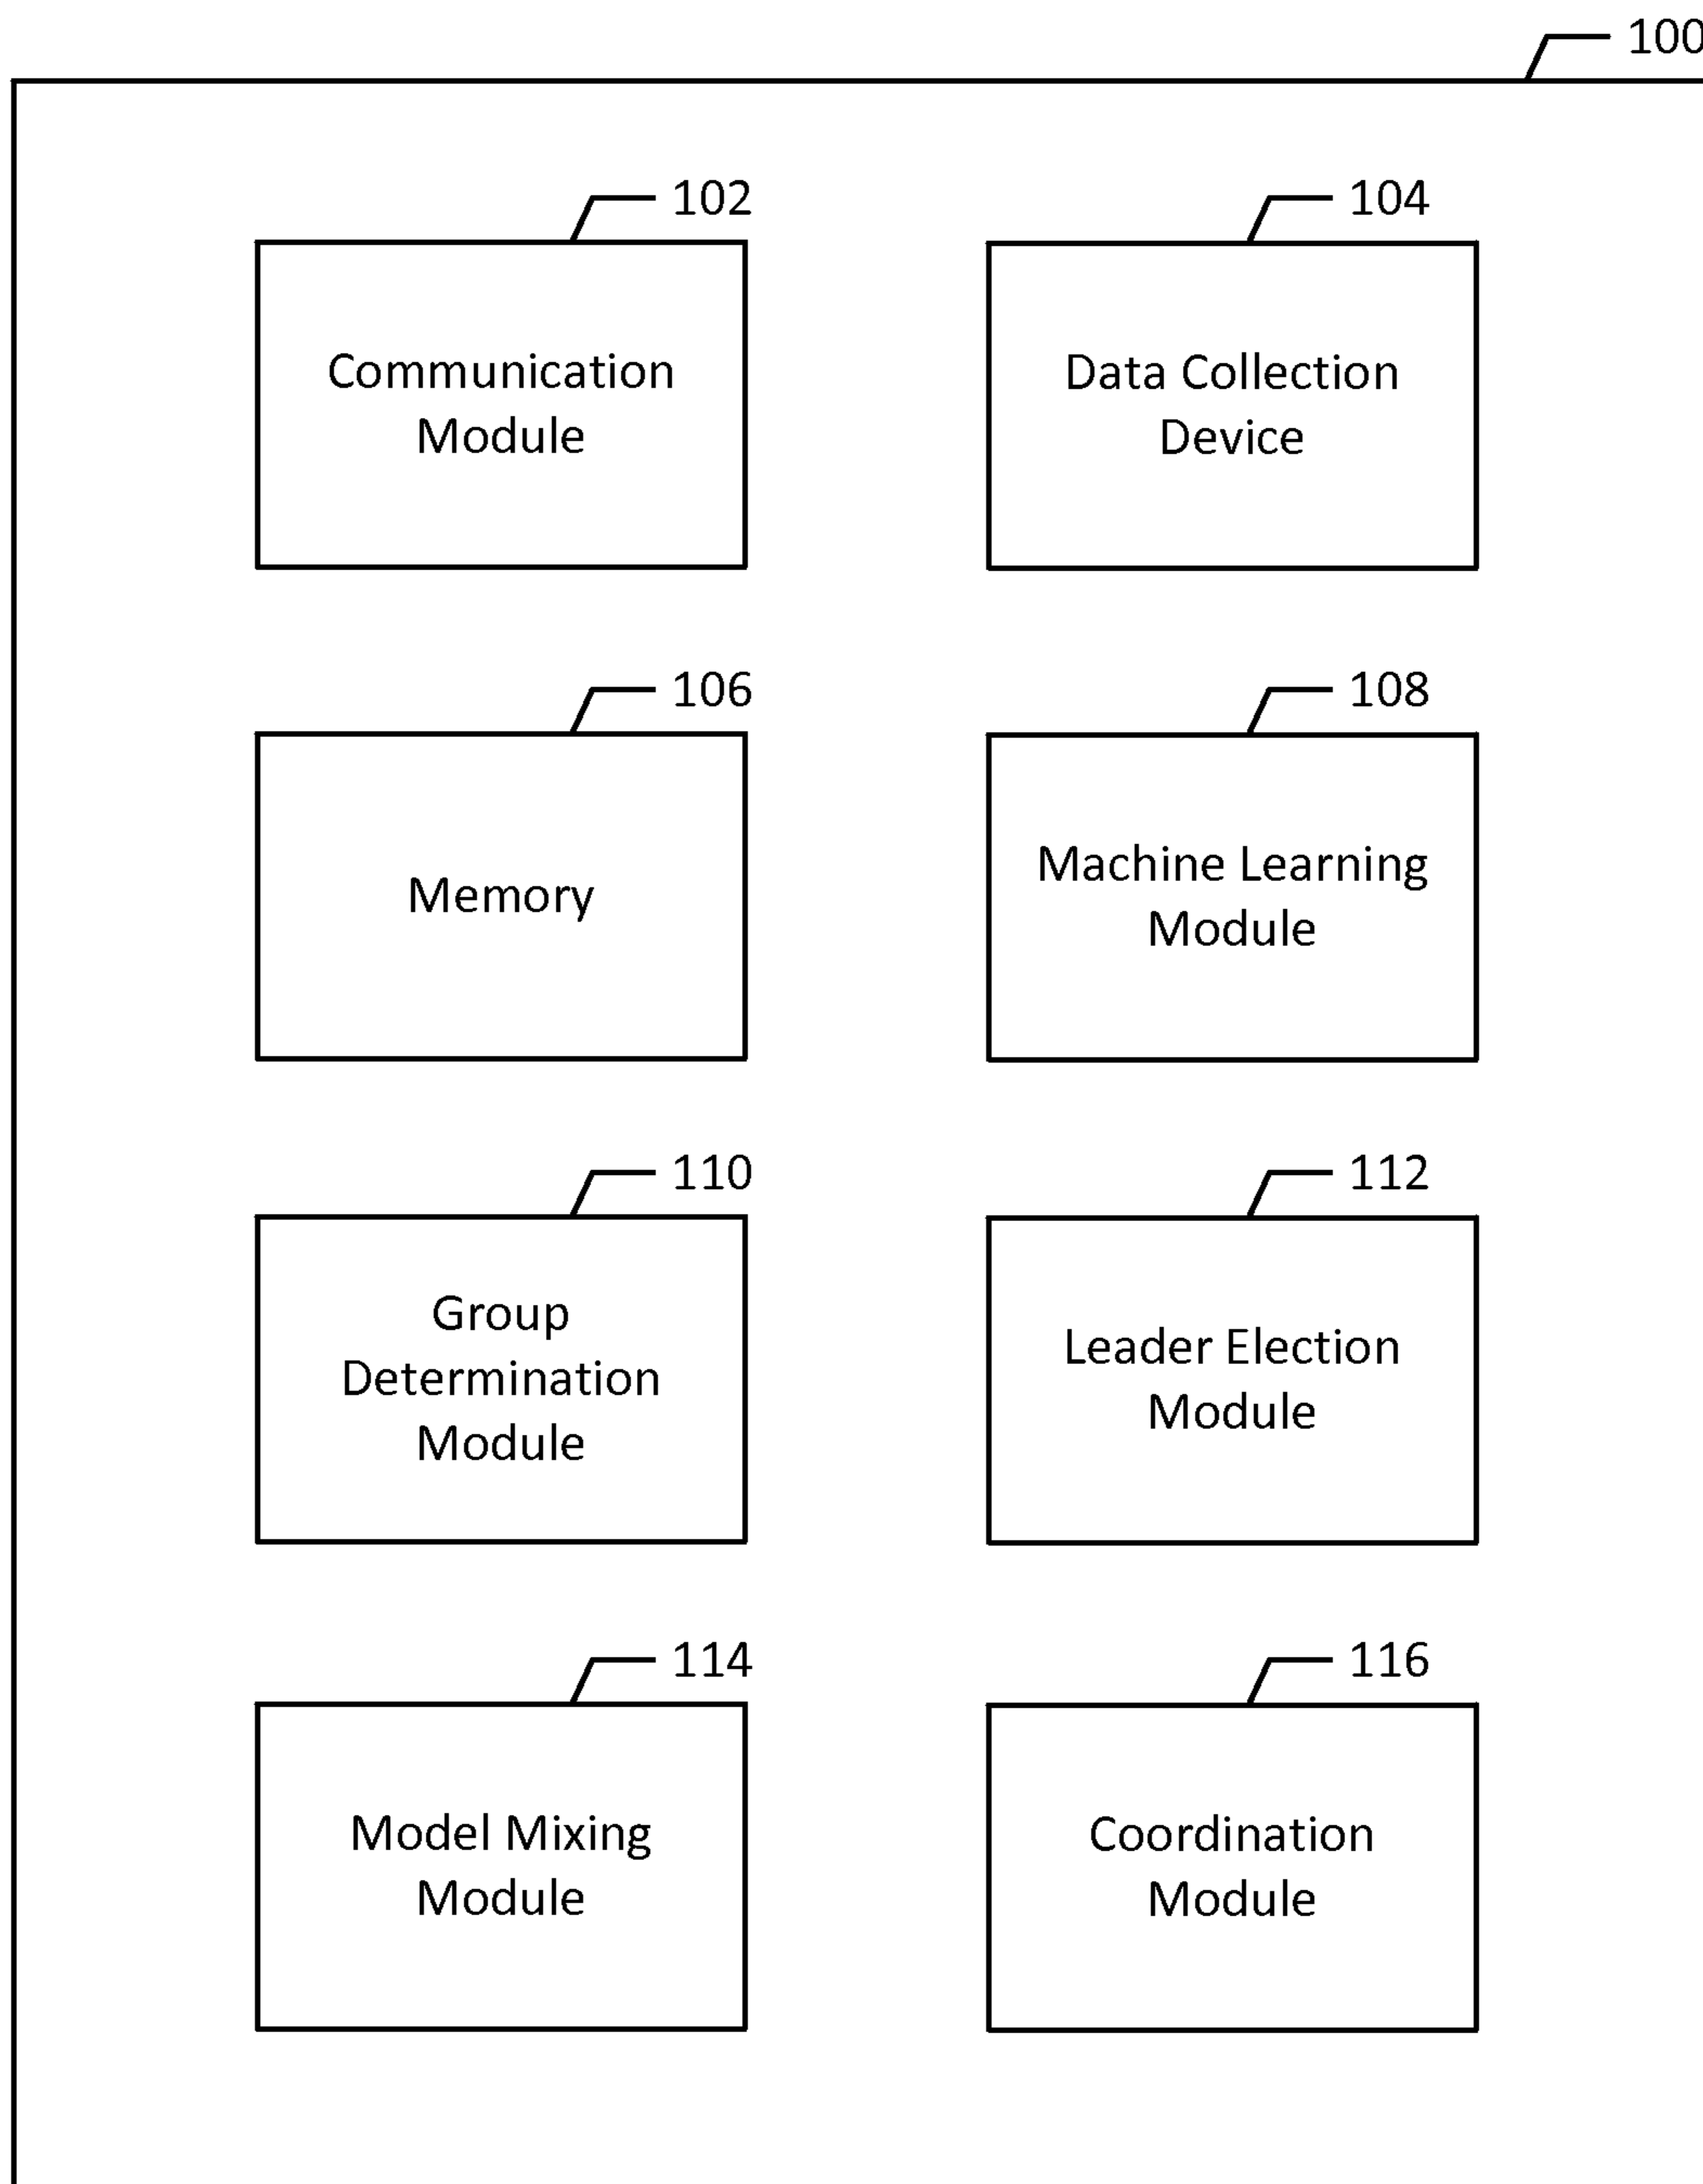 100
102
Communication
Module
104
Data Collection
Device
106
Memory
108
Machine Learning
Module
110
Group
Determination
Module
112
Leader Election
Module
114
Model Mixing
Module
116
Coordination
Module